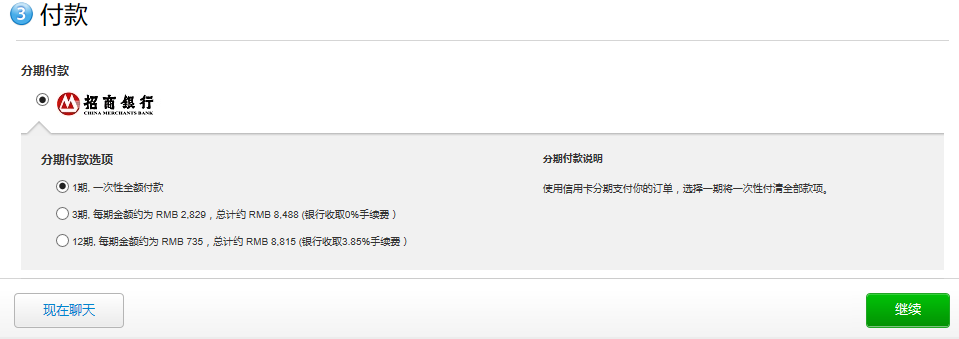 3 付款
分期付款
招商银行
CHINA MERCHANTS BANK
分期付款选项
1期, 一次性全额付款
3期, 每期金额约为 RMB 2,829，总计约 RMB 8,488 (银行收取0%手续费）
12期, 每期金额约为 RMB 735，总计约 RMB 8,815 (银行收取3.85%手续费）
分期付款说明
使用信用卡分期支付你的订单，选择一期将一次性付清全部款项。
现在聊天
继续